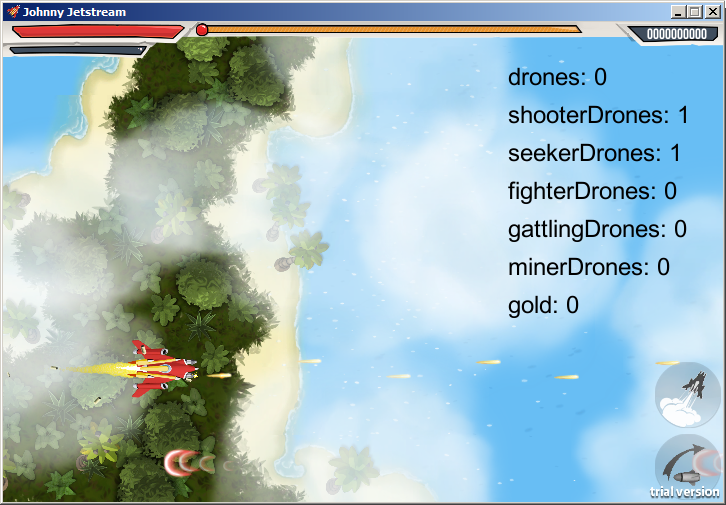 Johnny Jetstream
0000000000
drones: 0
shooterDrones: 1
seekerDrones: 1
fighterDrones: 0
gattlingDrones: 0
minerDrones: 0
gold: 0
trial version